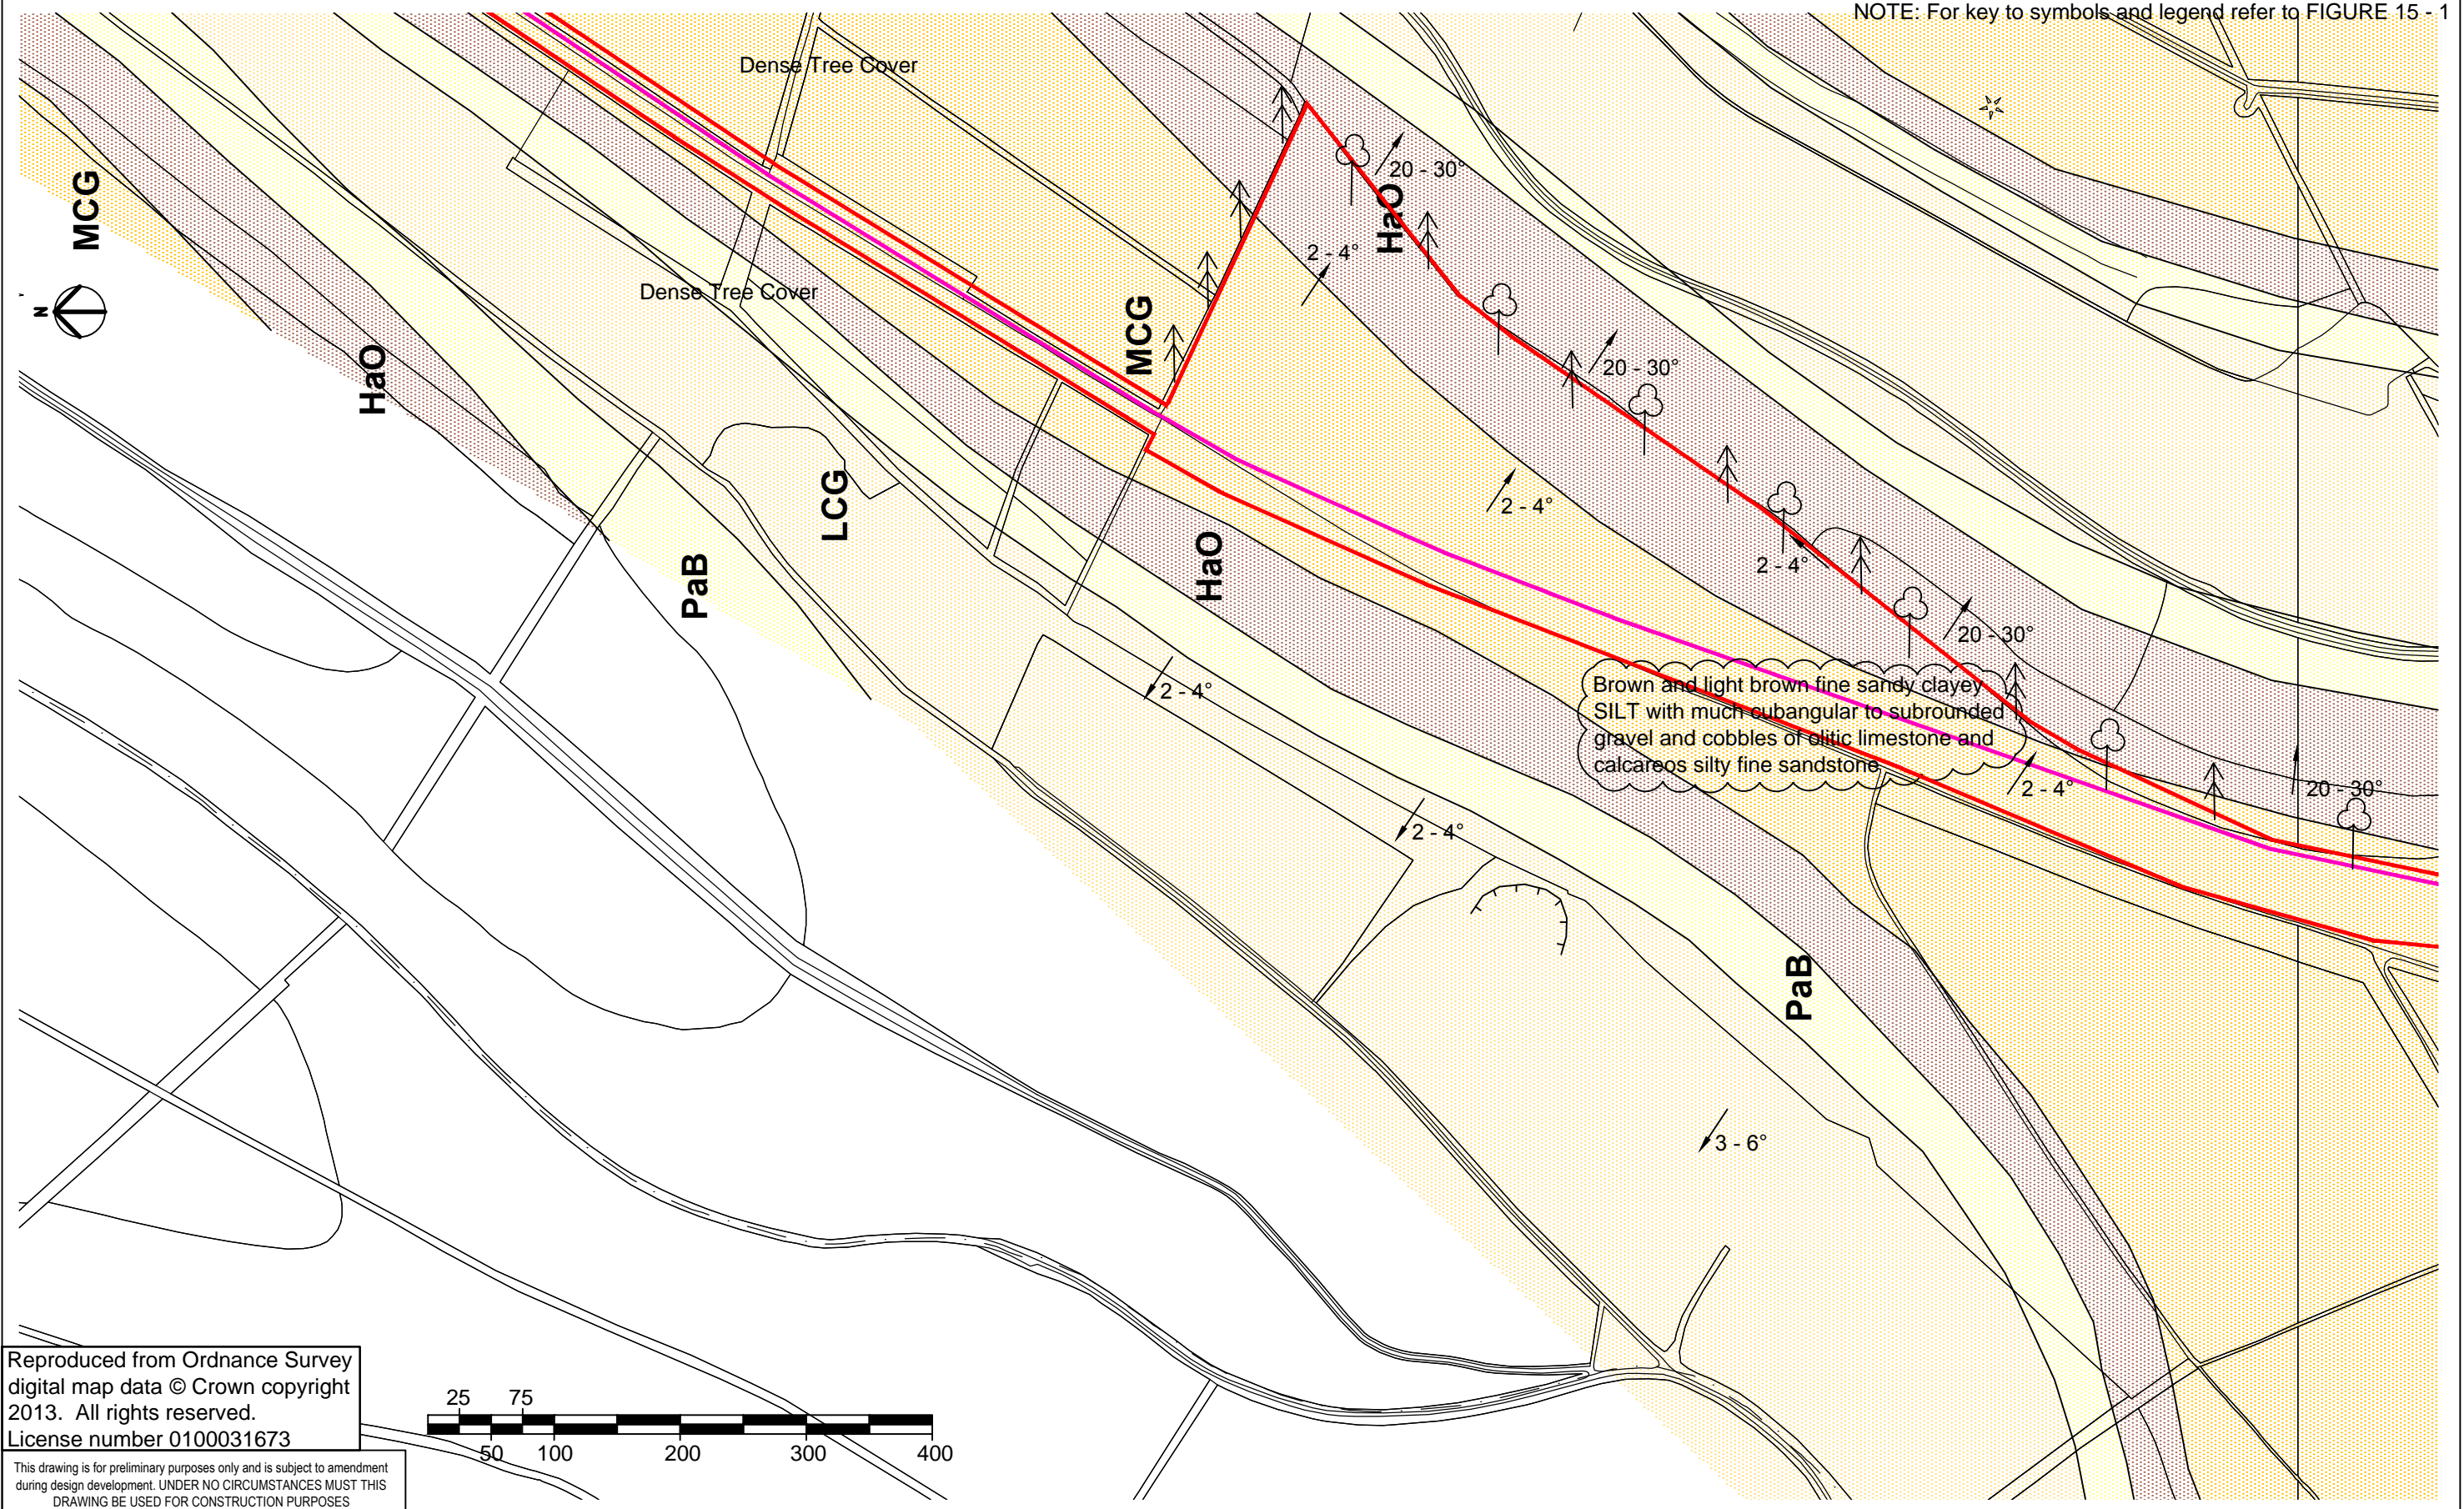 NOTE: For key to symbols and legend refer to FIGURE 15 - 1
Dense Tree Cover
20 - 30°
MCG
HaO
2 - 4°
Dense Tree Cover
N
MCG
HaO
20 - 30°
LCG
2 - 4°
PaB
HaO
2 - 4°
20 - 30°
2 - 4°
Brown and light brown fine sandy clayey
SILT with much cubangular to subrounded
gravel and cobbles of olitic limestone and
calcareos silty fine sandstone
2 - 4°
20 - 30°
2 - 4°
PaB
3 - 6°
Reproduced from Ordnance Survey
digital map data © Crown copyright
2013. All rights reserved.
License number 0100031673
25 75
50 100 200 300 400
This drawing is for preliminary purposes only and is subject to amendment
during design development. UNDER NO CIRCUMSTANCES MUST THIS
DRAWING BE USED FOR CONSTRUCTION PURPOSES